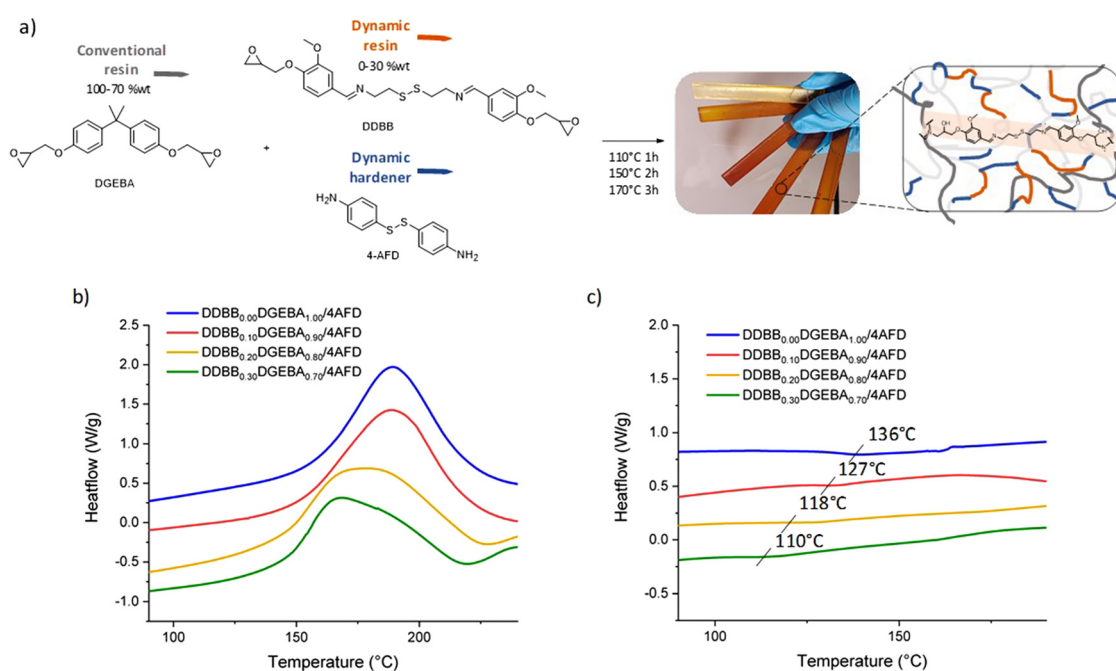 a)
Conventional
resin
100-70 %wt
DGEBA
+
Dynamic
resin
0-30 %wt
O
O
O
N
S
S
N
O
O
O
DDBB
Dynamic
hardener
H₂N
S
S
NH₂
4-AFD
110°C 1h
150°C 2h
170°C 3h
b)
DDBB₀.₀₀DGEBA₁.₀₀/4AFD
DDBB₀.₁₀DGEBA₀.₉₀/4AFD
DDBB₀.₂₀DGEBA₀.₈₀/4AFD
DDBB₀.₃₀DGEBA₀.₇₀/4AFD
2.5
2.0
1.5
1.0
0.5
0.0
-0.5
-1.0
Heatflow (W/g)
100
150
200
Temperature (°C)
c)
DDBB₀.₀₀DGEBA₁.₀₀/4AFD
DDBB₀.₁₀DGEBA₀.₉₀/4AFD
DDBB₀.₂₀DGEBA₀.₈₀/4AFD
DDBB₀.₃₀DGEBA₀.₇₀/4AFD
136°C
127°C
118°C
110°C
2.0
1.5
1.0
0.5
0.0
-0.5
Heatflow (W/g)
100
150
Temperature (°C)